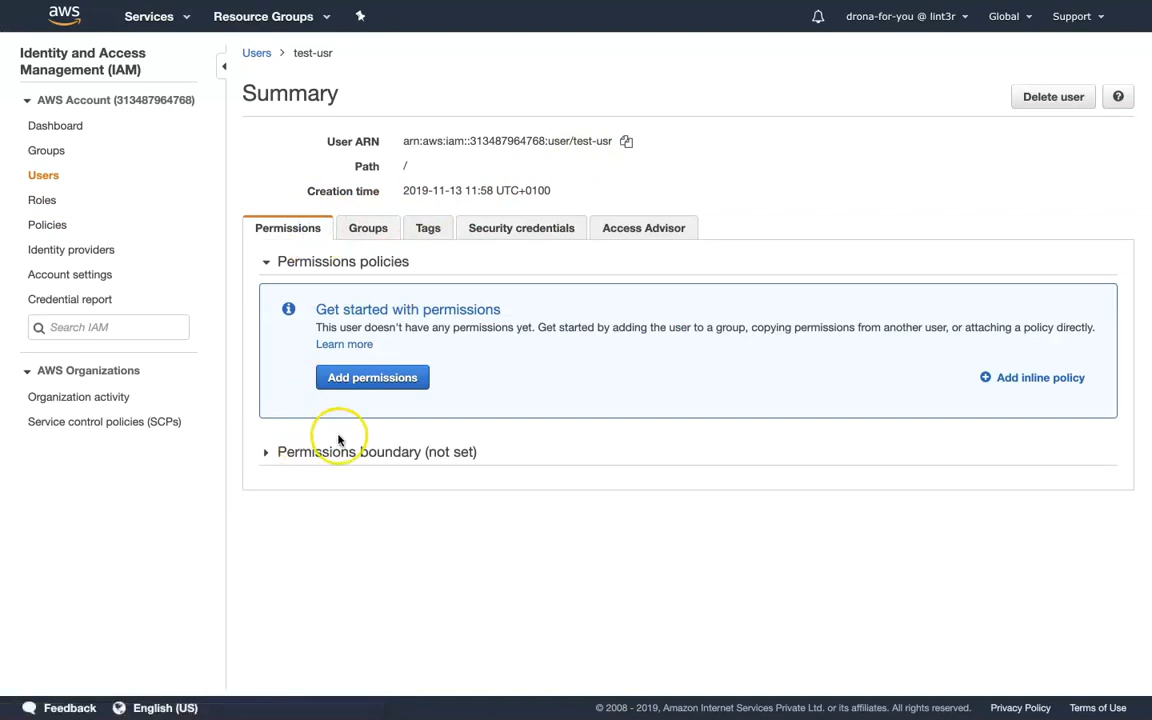 aws Services Resource Groups drona-for-you @ lint3r Global Support
Identity and Access
Management (IAM)
AWS Account (313487964768)
Dashboard
Groups
Users
Roles
Policies
Identity providers
Account settings
Credential report
Search IAM
AWS Organizations
Organization activity
Service control policies (SCPs)
Users > test-usr
Summary
Delete user ?
User ARN arn:aws:iam::313487964768:user/test-usr
Path /
Creation time 2019-11-13 11:58 UTC+0100
Permissions Groups Tags Security credentials Access Advisor
Permissions policies
Get started with permissions
This user doesn't have any permissions yet. Get started by adding the user to a group, copying permissions from another user, or attaching a policy directly.
Learn more
Add permissions Add inline policy
Permissions boundary (not set)
Feedback English (US) © 2008 - 2019, Amazon Internet Services Private Ltd. or its affiliates. All rights reserved. Privacy Policy Terms of Use